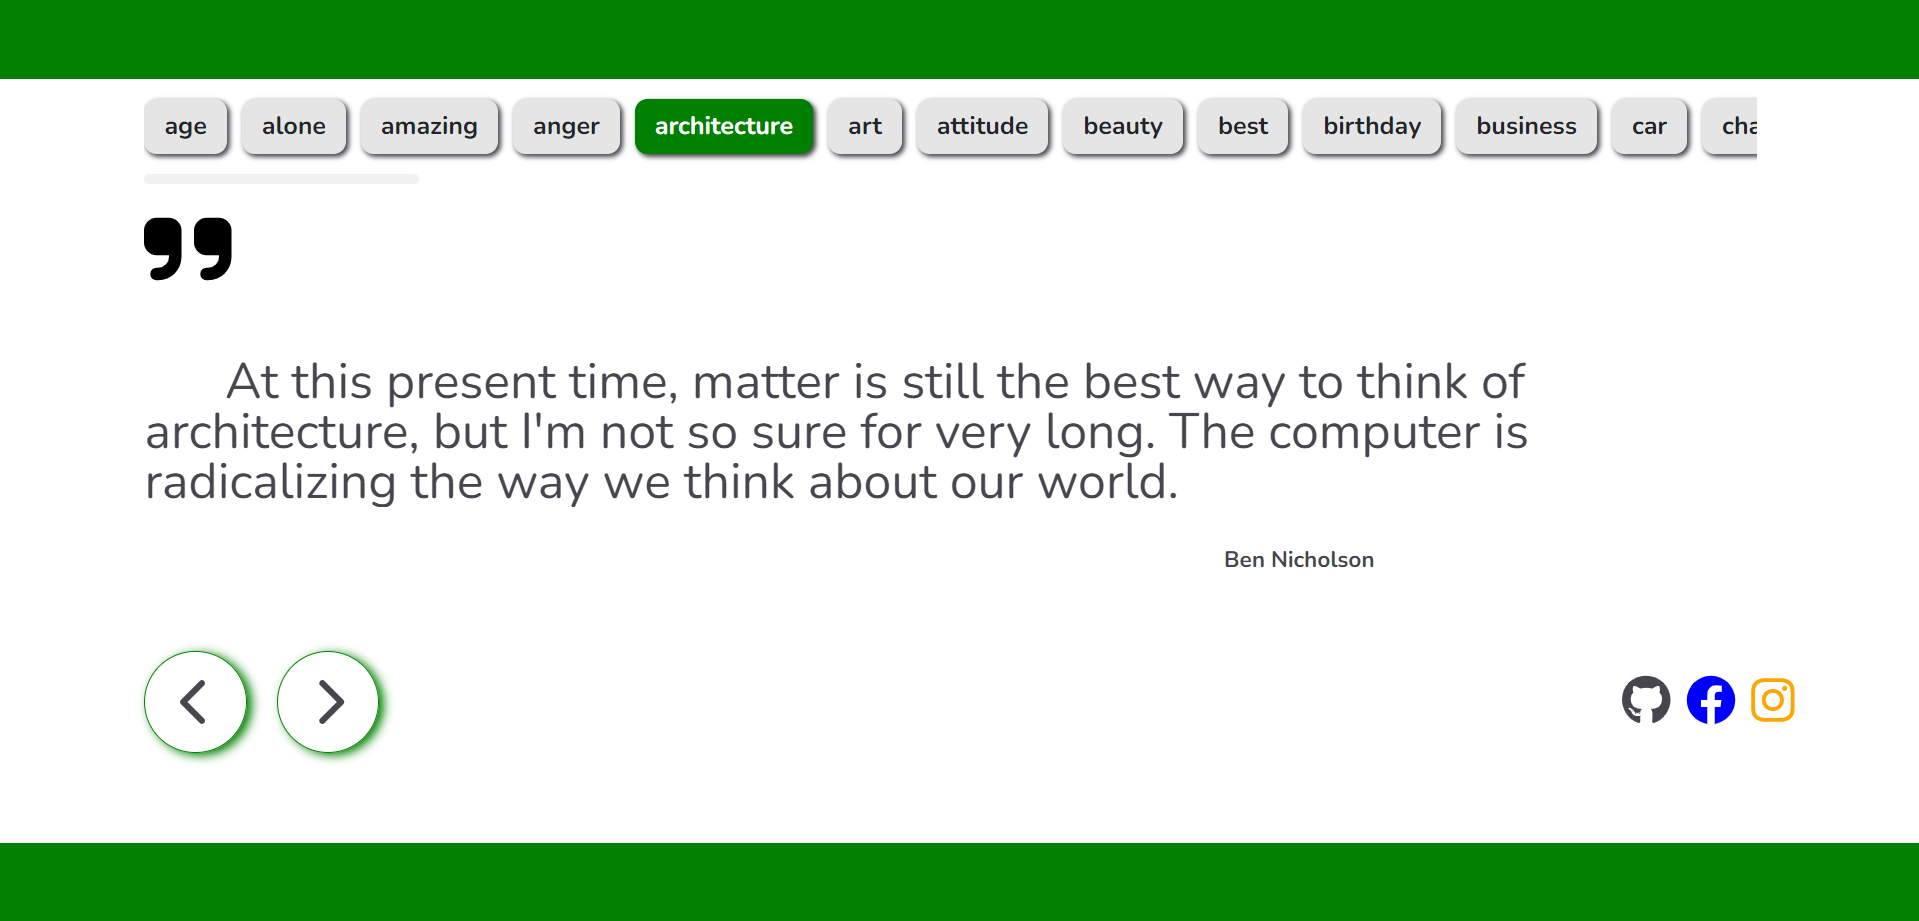 age alone amazing anger architecture art attitude beauty best birthday business car cha
At this present time, matter is still the best way to think of
architecture, but I'm not so sure for very long. The computer is
radicalizing the way we think about our world.
Ben Nicholson